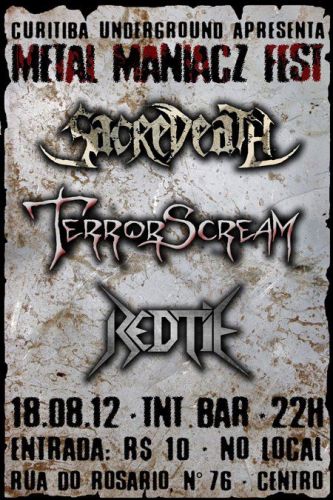 CURITIBA UNDERGROUND APRESENTA
METAL MANIACZ FEST
SACREDEATH
TERRORSCREAM
REDTIE
18.08.12 · TNT BAR · 22H
ENTRADA: R$ 10 · NO LOCAL
RUA DO ROSARIO, N° 76 · CENTRO